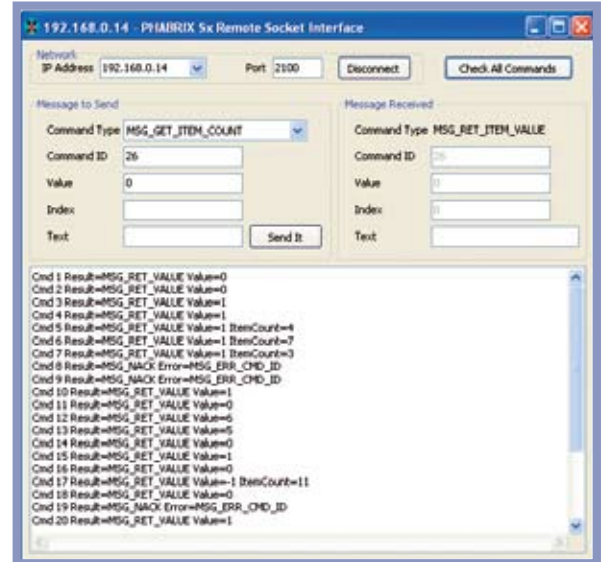 192.168.0.14 - PHABRIX Sx Remote Socket Interface
Network
IP Address 192.168.0.14 Port 2100 Disconnect Check All Commands
Message to Send
Command Type MSG_GET_ITEM_COUNT
Command ID 26
Value 0
Index
Text Send It
Message Received
Command Type MSG_RET_ITEM_VALUE
Command ID 26
Value 0
Index 0
Text
Cmd 1 Result=MSG_RET_VALUE Value=0
Cmd 2 Result=MSG_RET_VALUE Value=0
Cmd 3 Result=MSG_RET_VALUE Value=1
Cmd 4 Result=MSG_RET_VALUE Value=1
Cmd 5 Result=MSG_RET_VALUE Value=1 ItemCount=4
Cmd 6 Result=MSG_RET_VALUE Value=1 ItemCount=7
Cmd 7 Result=MSG_RET_VALUE Value=1 ItemCount=3
Cmd 8 Result=MSG_NACK Error=MSG_ERR_CMD_ID
Cmd 9 Result=MSG_NACK Error=MSG_ERR_CMD_ID
Cmd 10 Result=MSG_RET_VALUE Value=1
Cmd 11 Result=MSG_RET_VALUE Value=0
Cmd 12 Result=MSG_RET_VALUE Value=6
Cmd 13 Result=MSG_RET_VALUE Value=5
Cmd 14 Result=MSG_RET_VALUE Value=0
Cmd 15 Result=MSG_RET_VALUE Value=1
Cmd 16 Result=MSG_RET_VALUE Value=0
Cmd 17 Result=MSG_RET_VALUE Value=-1 ItemCount=11
Cmd 18 Result=MSG_RET_VALUE Value=0
Cmd 19 Result=MSG_NACK Error=MSG_ERR_CMD_ID
Cmd 20 Result=MSG_RET_VALUE Value=1